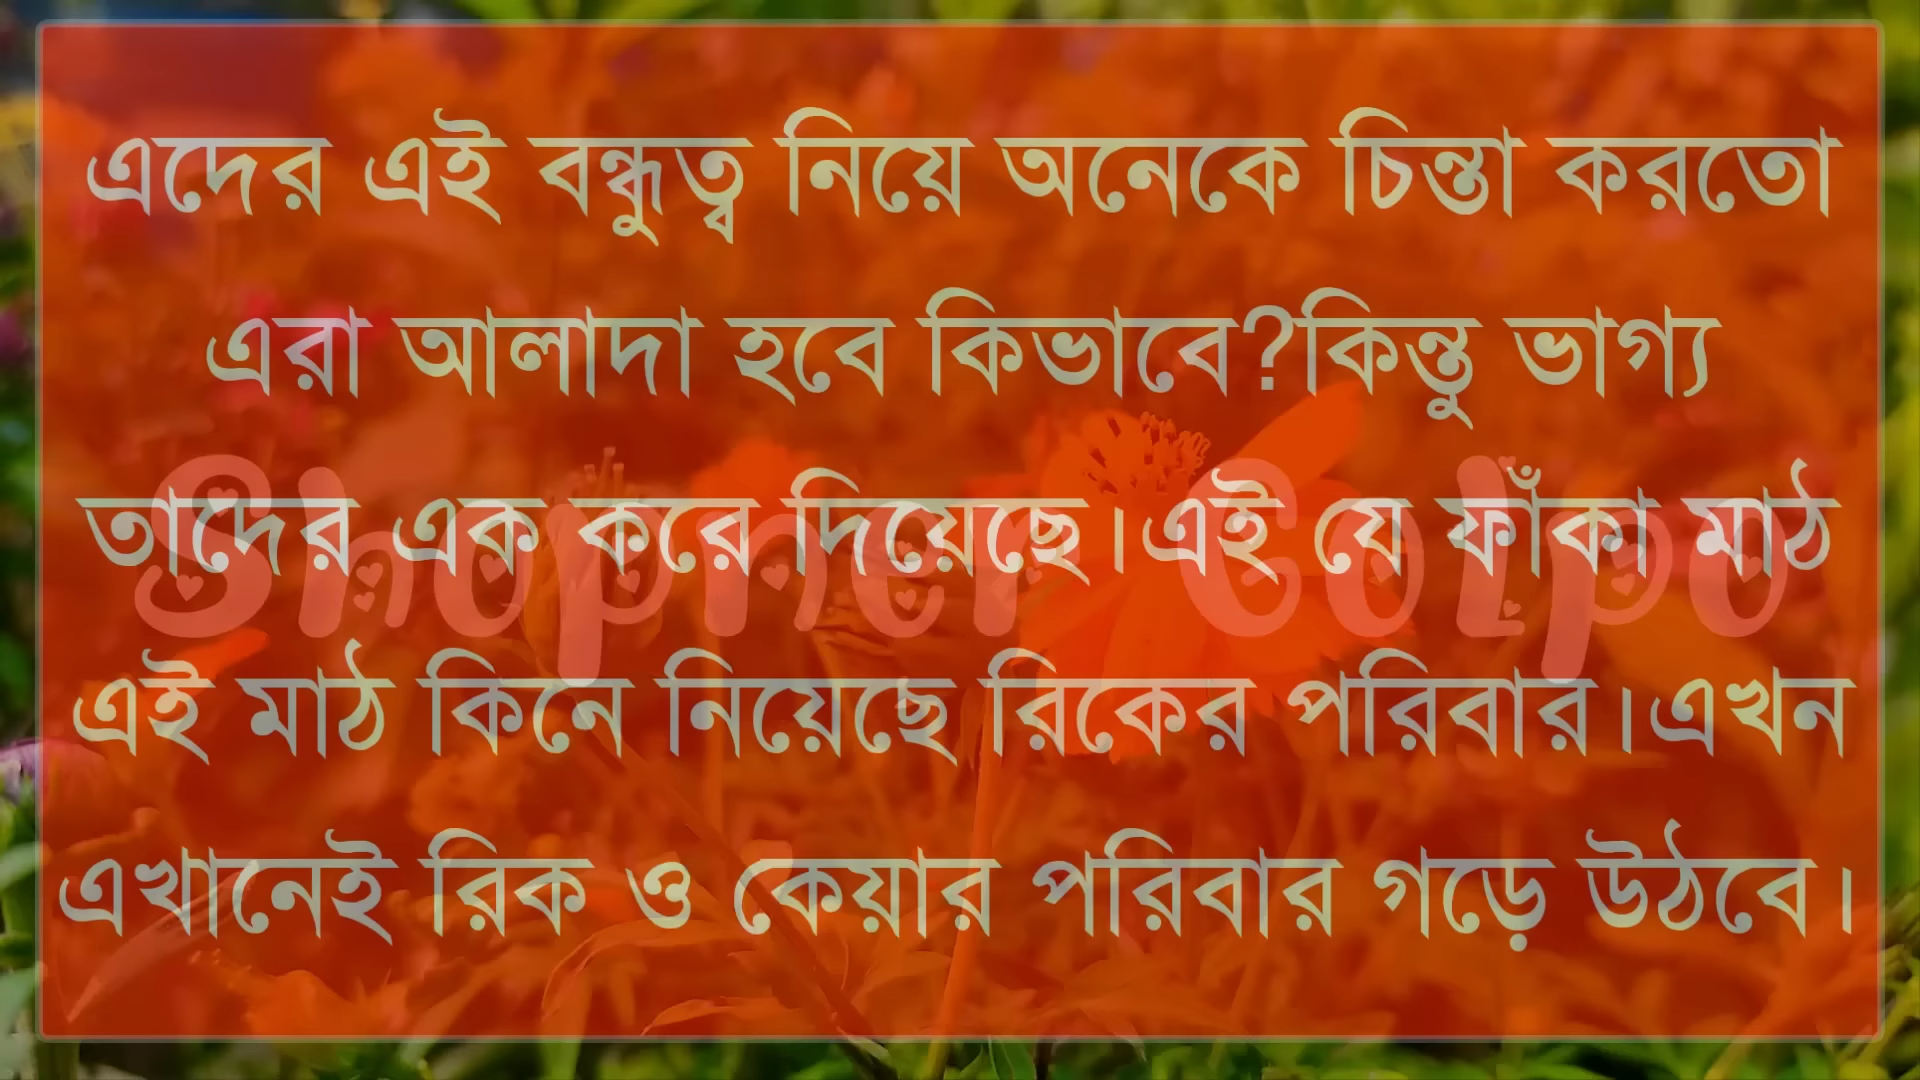 এদের এই বন্ধুত্ব নিয়ে অনেকে চিন্তা করতো
এরা আলাদা হবে কিভাবে?কিন্তু ভাগ্য
তাদের এক করে দিয়েছে।এই যে ফাঁকা মাঠ
Shopner Golpo
এই মাঠ কিনে নিয়েছে রিকের পরিবার।এখন
এখানেই রিক ও কেয়ার পরিবার গড়ে উঠবে।